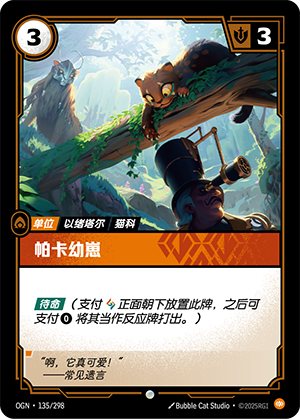 3
3
单位 以绪塔尔 猫科
帕卡幼崽
待命（支付 正面朝下放置此牌，之后可
支付 0 将其当作反应牌打出。）
“啊，它真可爱！”
——常见遗言
OGN • 135/298
Bubble Cat Studio • ©2025RGI